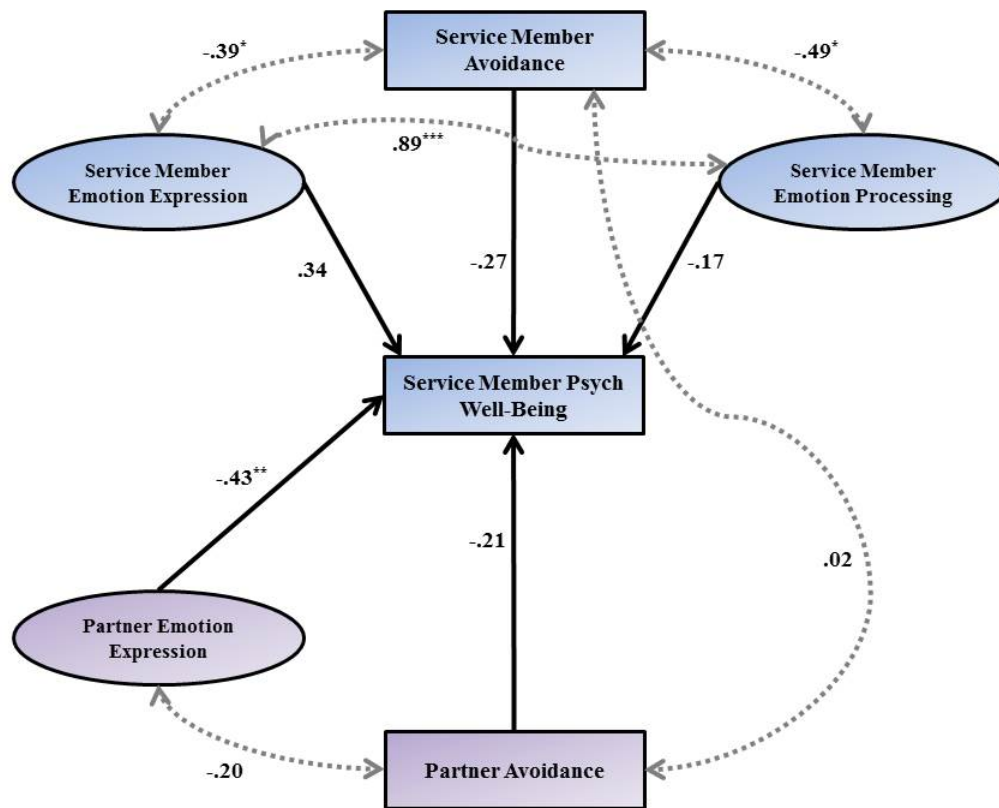 Service Member
Avoidance
-.39*
-.49*
.89***
Service Member
Emotion Expression
Service Member
Emotion Processing
.34
-.27
-.17
Service Member Psych
Well-Being
-.43**
-.21
.02
Partner Emotion
Expression
-.20
Partner Avoidance